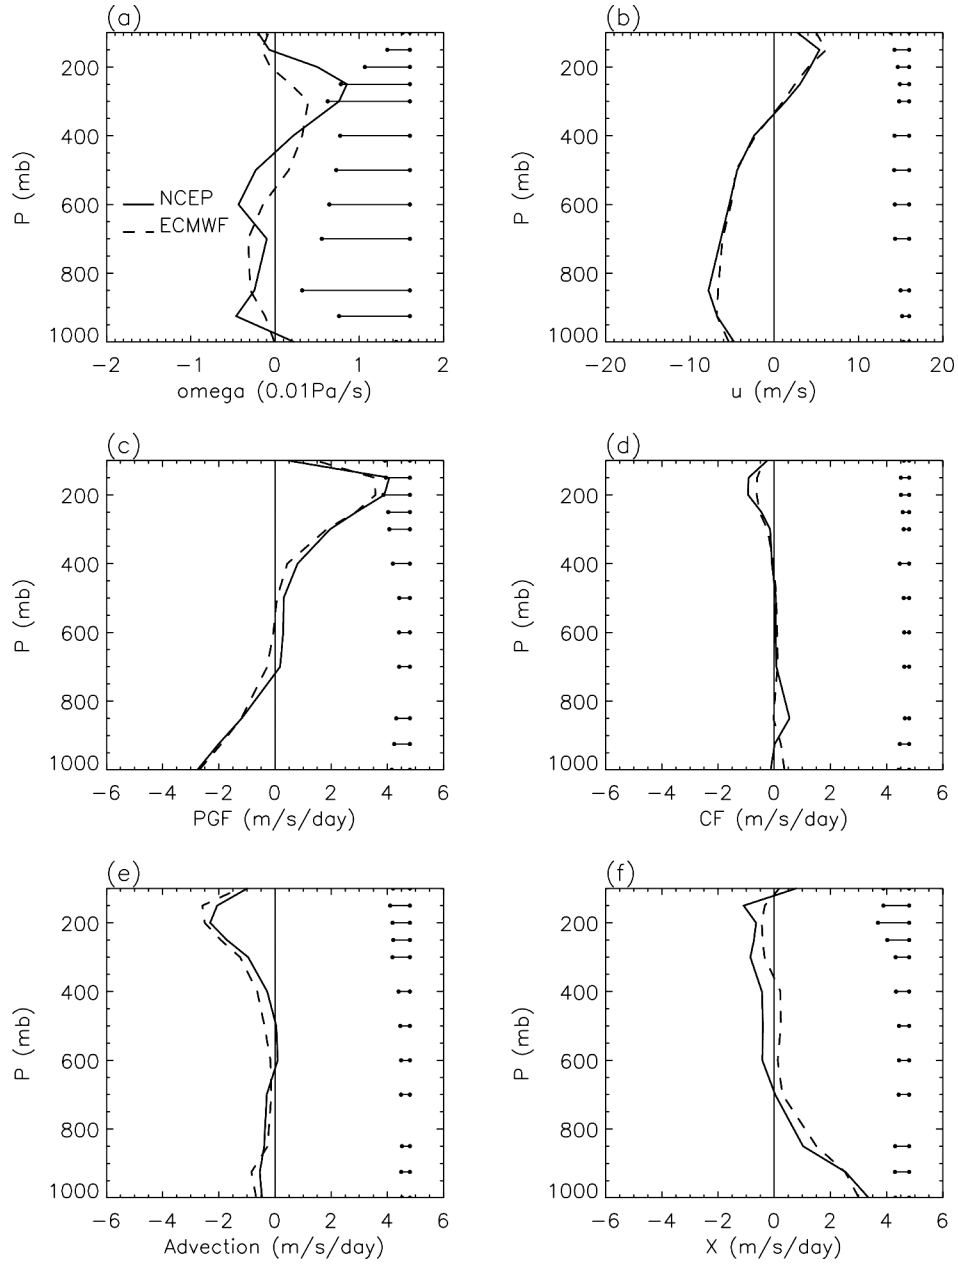 (a)
P (mb)
200
400
600
800
1000
NCEP
ECMWF
−2 −1 0 1 2
omega (0.01Pa/s)
(b)
P (mb)
200
400
600
800
1000
−20 −10 0 10 20
u (m/s)
(c)
P (mb)
200
400
600
800
1000
−6 −4 −2 0 2 4 6
PGF (m/s/day)
(d)
P (mb)
200
400
600
800
1000
−6 −4 −2 0 2 4 6
CF (m/s/day)
(e)
P (mb)
200
400
600
800
1000
−6 −4 −2 0 2 4 6
Advection (m/s/day)
(f)
P (mb)
200
400
600
800
1000
−6 −4 −2 0 2 4 6
X (m/s/day)